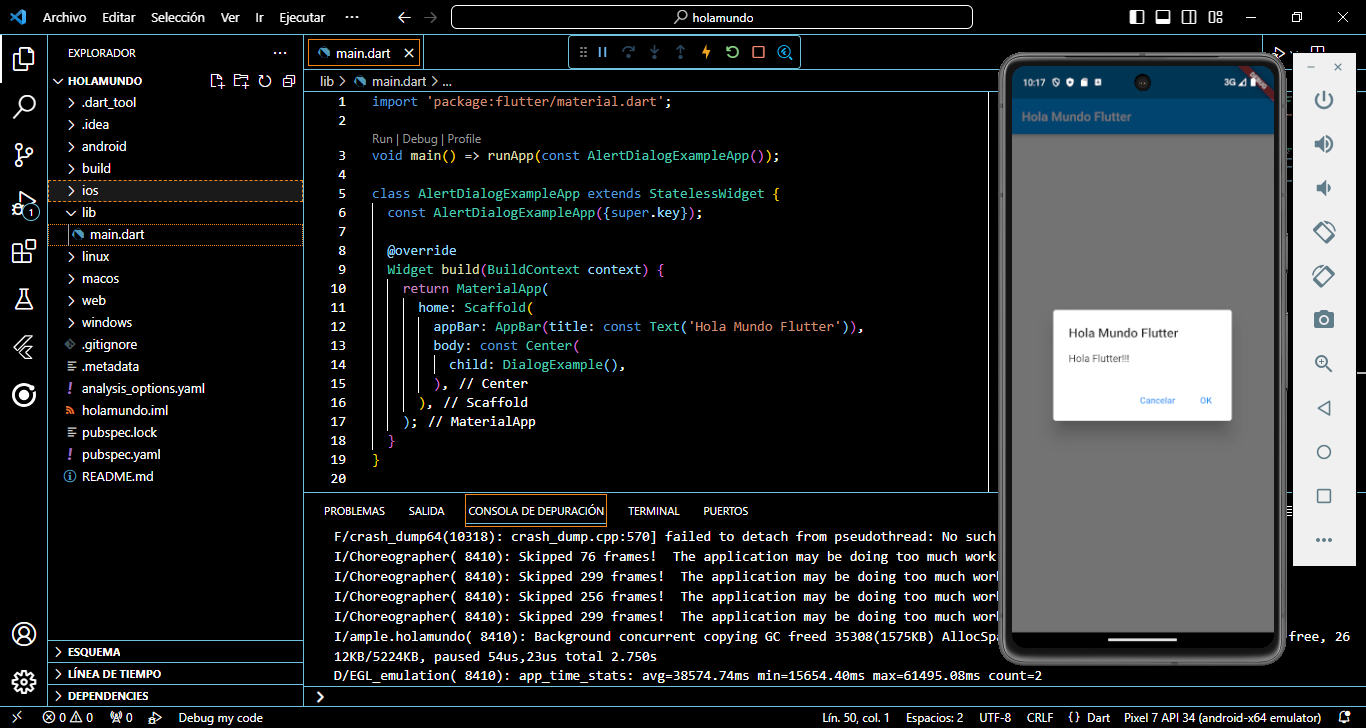 Archivo Editar Selección Ver Ir Ejecutar ··· holamundo
EXPLORADOR ···
HOLAMUNDO
.dart_tool
.idea
android
build
ios
lib
main.dart
linux
macos
web
windows
.gitignore
.metadata
! analysis_options.yaml
holamundo.iml
pubspec.lock
! pubspec.yaml
README.md
ESQUEMA
LÍNEA DE TIEMPO
DEPENDENCIES
1
main.dart
lib > main.dart > ...
1 import 'package:flutter/material.dart';
2
Run | Debug | Profile
3 void main() => runApp(const AlertDialogExampleApp());
4
5 class AlertDialogExampleApp extends StatelessWidget {
6 const AlertDialogExampleApp({super.key});
7
8 @override
9 Widget build(BuildContext context) {
10 return MaterialApp(
11 home: Scaffold(
12 appBar: AppBar(title: const Text('Hola Mundo Flutter')),
13 body: const Center(
14 child: DialogExample(),
15 ), // Center
16 ), // Scaffold
17 ); // MaterialApp
18 }
19 }
20
PROBLEMAS SALIDA CONSOLA DE DEPURACIÓN TERMINAL PUERTOS
F/crash_dump64(10318): crash_dump.cpp:570] failed to detach from pseudothread: No such
I/Choreographer( 8410): Skipped 76 frames!  The application may be doing too much work
I/Choreographer( 8410): Skipped 299 frames!  The application may be doing too much work
I/Choreographer( 8410): Skipped 256 frames!  The application may be doing too much work
I/Choreographer( 8410): Skipped 299 frames!  The application may be doing too much work
I/ample.holamundo( 8410): Background concurrent copying GC freed 35308(1575KB) AllocSpa free, 26
12KB/5224KB, paused 54us,23us total 2.750s
D/EGL_emulation( 8410): app_time_stats: avg=38574.74ms min=15654.40ms max=61495.08ms count=2
>
10:17 3G
DEBUG
Hola Mundo Flutter
Hola Mundo Flutter
Hola Flutter!!!
Cancelar OK
0 0 0 Debug my code Lín. 50, col. 1 Espacios: 2 UTF-8 CRLF {} Dart Pixel 7 API 34 (android-x64 emulator)